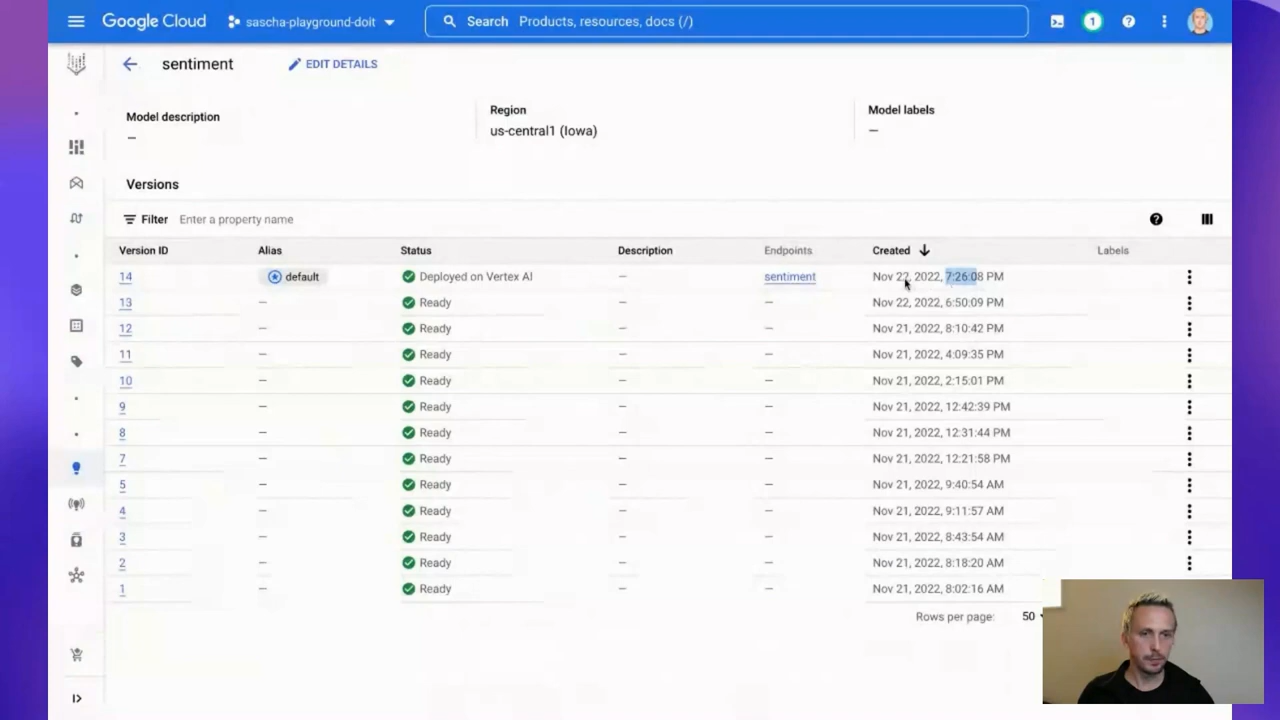 Google Cloud sascha-playground-doit Search Products, resources, docs (/) 1
sentiment EDIT DETAILS
Model description Region Model labels
– us-central1 (Iowa) –
Versions
Filter Enter a property name
Version ID Alias Status Description Endpoints Created Labels
14 default Deployed on Vertex AI – sentiment Nov 22, 2022, 7:26:08 PM
13 – Ready – – Nov 22, 2022, 6:50:09 PM
12 – Ready – – Nov 21, 2022, 8:10:42 PM
11 – Ready – – Nov 21, 2022, 4:09:35 PM
10 – Ready – – Nov 21, 2022, 2:15:01 PM
9 – Ready – – Nov 21, 2022, 12:42:39 PM
8 – Ready – – Nov 21, 2022, 12:31:44 PM
7 – Ready – – Nov 21, 2022, 12:21:58 PM
5 – Ready – – Nov 21, 2022, 9:40:54 AM
4 – Ready – – Nov 21, 2022, 9:11:57 AM
3 – Ready – – Nov 21, 2022, 8:43:54 AM
2 – Ready – – Nov 21, 2022, 8:18:20 AM
1 – Ready – – Nov 21, 2022, 8:02:16 AM
Rows per page: 50